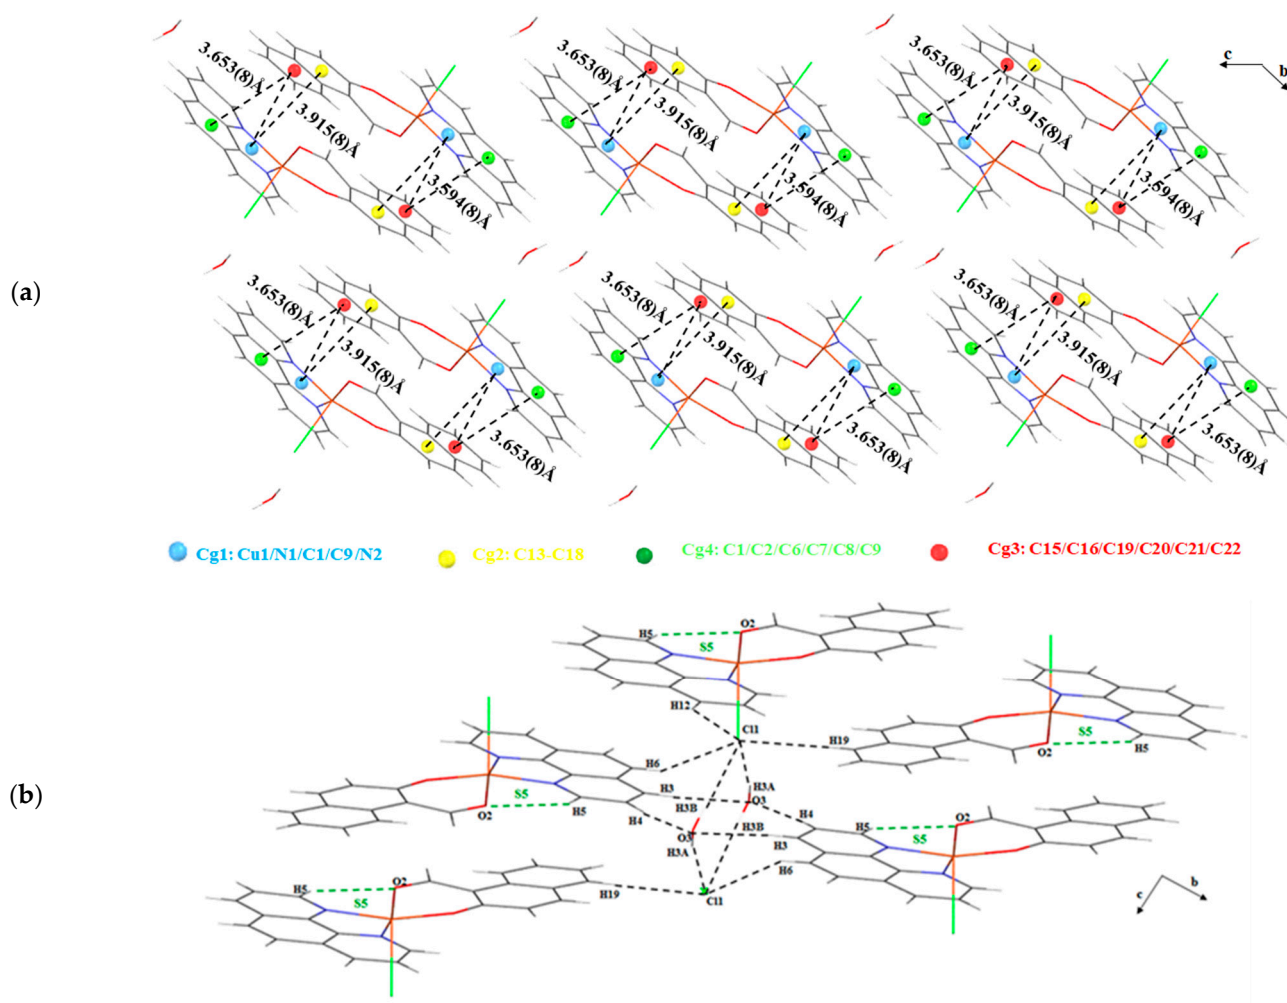 3.653(8)Å 3.653(8)Å 3.653(8)Å
c
b
3.915(8)Å 3.915(8)Å 3.915(8)Å
3.594(8)Å 3.594(8)Å 3.594(8)Å
(a)
3.653(8)Å 3.653(8)Å 3.653(8)Å
3.915(8)Å 3.915(8)Å 3.915(8)Å
3.653(8)Å 3.653(8)Å 3.653(8)Å
Cg1: Cu1/N1/C1/C9/N2 Cg2: C13-C18 Cg4: C1/C2/C6/C7/C8/C9 Cg3: C15/C16/C19/C20/C21/C22
H5 O2
S5
H12
Cl1
H19
O2 S5
H5
H6
H3 H3A
O3
S5
O2 H5
H4 H3B
H3B
H4
H5 O2
S5
O3
H3A
H3
H6
(b)
H5 O2
S5
H19
Cl1
c b